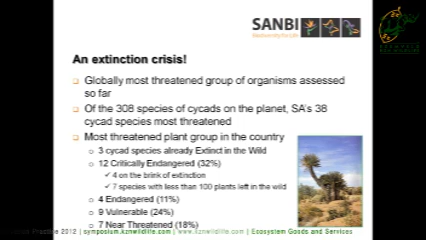 SANBI
Biodiversity for Life
An extinction crisis!
Globally most threatened group of organisms assessed
so far
Of the 308 species of cycads on the planet, SA's 38
cycad species most threatened
Most threatened plant group in the country
3 cycad species already Extinct in the Wild
12 Critically Endangered (32%)
4 on the brink of extinction
7 species with less than 100 plants left in the wild
4 Endangered (11%)
9 Vulnerable (24%)
7 Near Threatened (18%)
Practice 2012 | symposium.kznwildlife.com | www.kznwildlife.com | Ecosystem Goods and Services